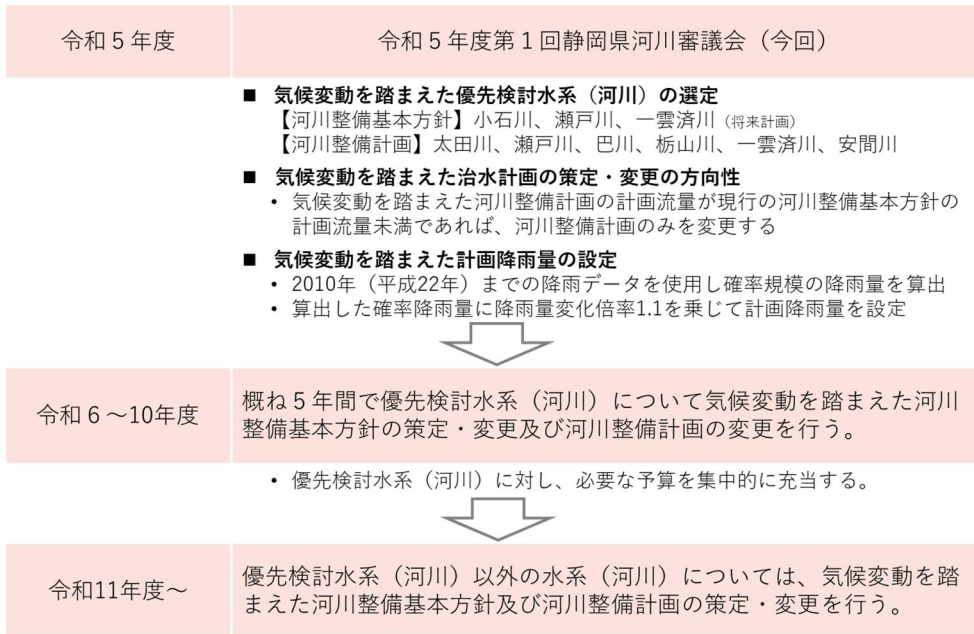 令和５年度
令和５年度第１回静岡県河川審議会（今回）
■ 気候変動を踏まえた優先検討水系（河川）の選定
【河川整備基本方針】小石川、瀬戸川、一雲済川（将来計画）
【河川整備計画】太田川、瀬戸川、巴川、栃山川、一雲済川、安間川
■ 気候変動を踏まえた治水計画の策定・変更の方向性
• 気候変動を踏まえた河川整備計画の計画流量が現行の河川整備基本方針の
計画流量未満であれば、河川整備計画のみを変更する
■ 気候変動を踏まえた計画降雨量の設定
• 2010年（平成22年）までの降雨データを使用し確率規模の降雨量を算出
• 算出した確率降雨量に降雨量変化倍率1.1を乗じて計画降雨量を設定
令和６～10年度
概ね５年間で優先検討水系（河川）について気候変動を踏まえた河川
整備基本方針の策定・変更及び河川整備計画の変更を行う。
• 優先検討水系（河川）に対し、必要な予算を集中的に充当する。
令和11年度～
優先検討水系（河川）以外の水系（河川）については、気候変動を踏
まえた河川整備基本方針及び河川整備計画の策定・変更を行う。